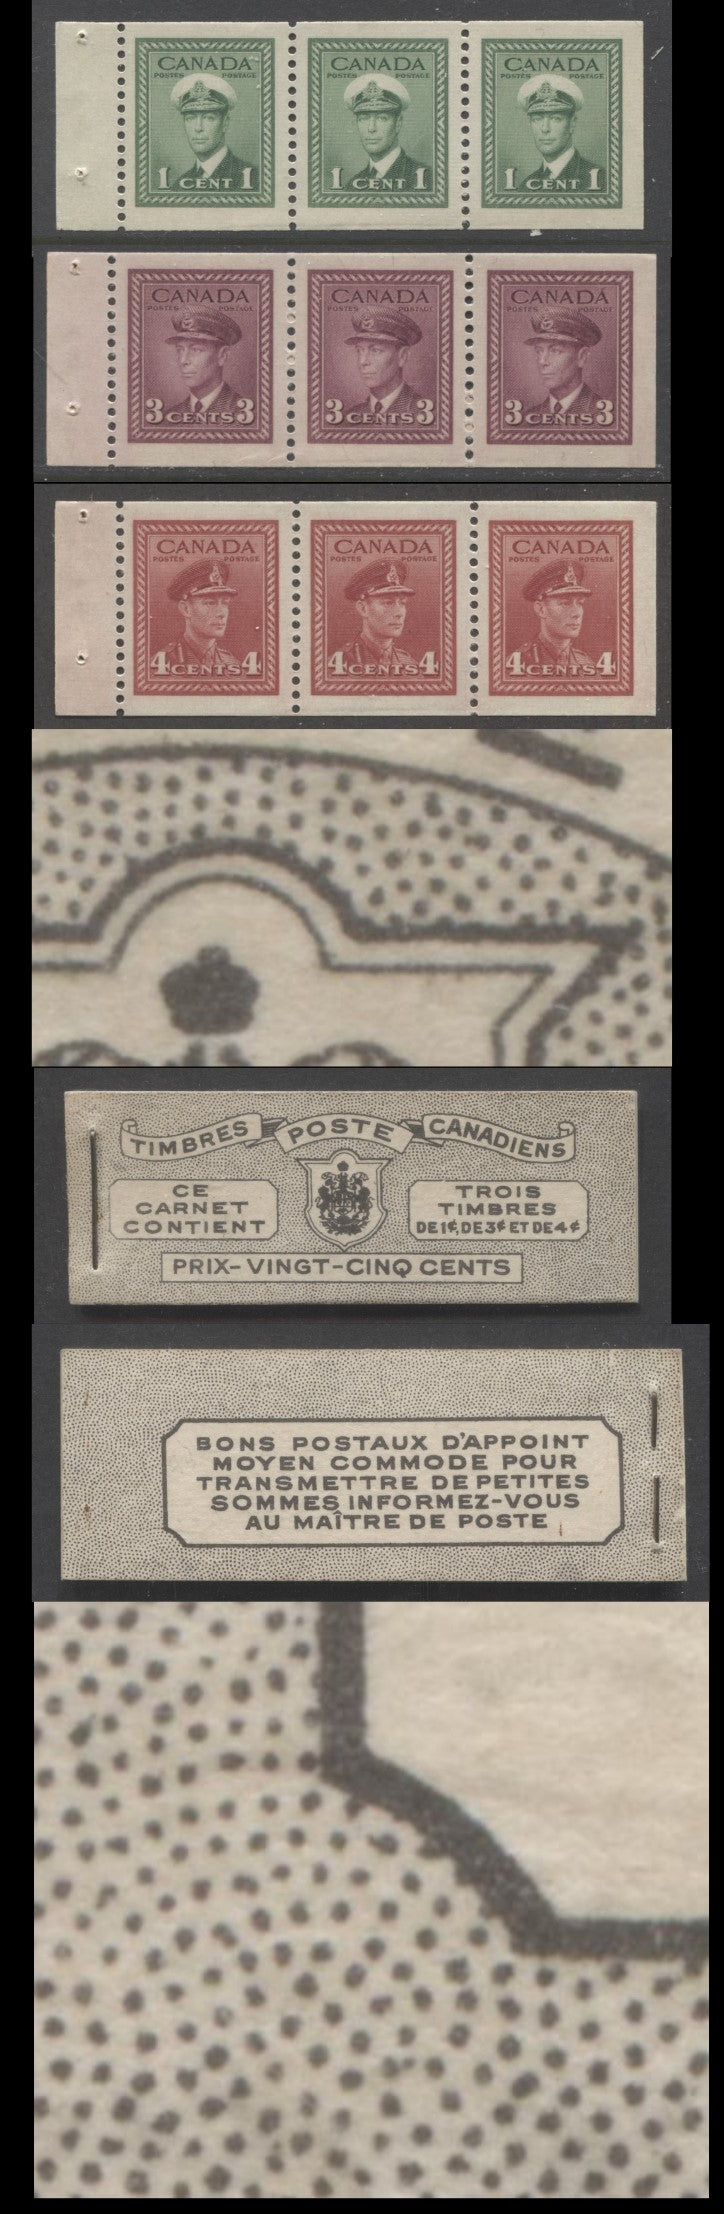 CANADA CANADA CANADA
POSTES POSTAGE POSTES POSTAGE POSTES POSTAGE
1 CENT 1 1 CENT 1 1 CENT 1
CANADA CANADA CANADA
POSTES POSTAGE POSTES POSTAGE POSTES POSTAGE
3 CENTS 3 3 CENTS 3 3 CENTS 3
CANADA CANADA CANADA
POSTES POSTAGE POSTES POSTAGE POSTES POSTAGE
4 CENTS 4 4 CENTS 4 4 CENTS 4
TIMBRES POSTE CANADIENS
CE
CARNET
CONTIENT
TROIS
TIMBRES
DE 1¢, DE 3¢ ET DE 4¢
PRIX-VINGT-CINQ CENTS
BONS POSTAUX D'APPOINT
MOYEN COMMODE POUR
TRANSMETTRE DE PETITES
SOMMES INFORMEZ-VOUS
AU MAÎTRE DE POSTE